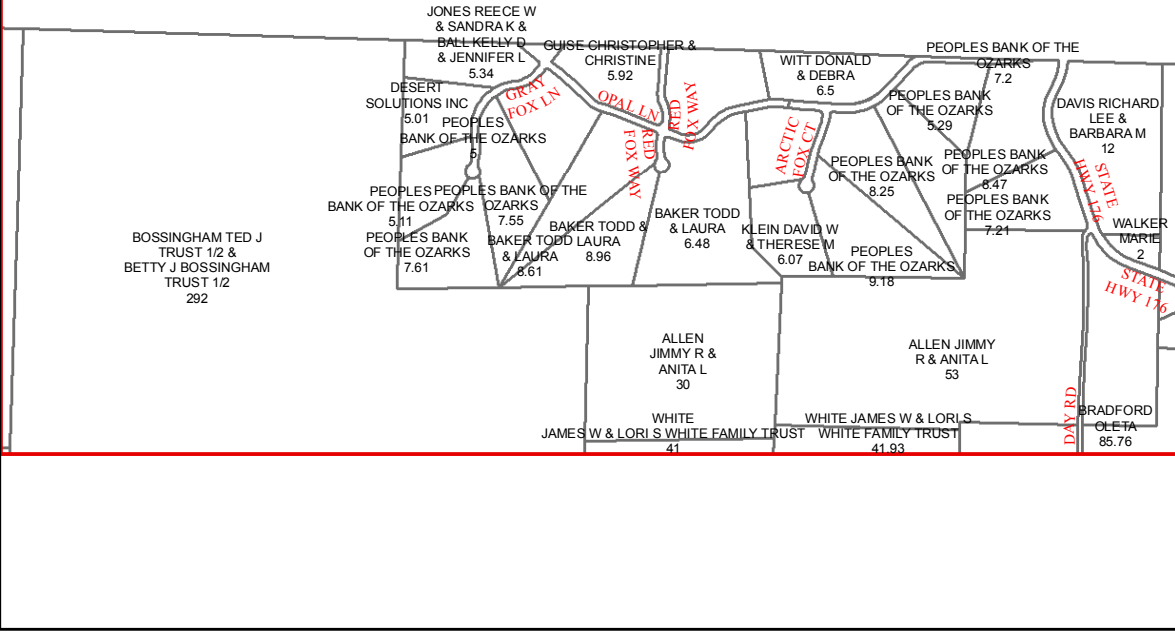 JONES REECE W
& SANDRA K &
BALL KELLY D
& JENNIFER L
5.34
GUISE CHRISTOPHER &
CHRISTINE
5.92
WITT DONALD
& DEBRA
6.5
PEOPLES BANK OF THE
OZARKS
7.2
DESERT
SOLUTIONS INC
5.01
GRAY
FOX LN
OPAL LN
RED
FOX WAY
PEOPLES BANK
OF THE OZARKS
5.29
DAVIS RICHARD
LEE &
BARBARA M
12
PEOPLES
BANK OF THE OZARKS
5
RED
FOX WAY
ARCTIC
FOX CT
PEOPLES BANK
OF THE OZARKS
8.25
PEOPLES BANK
OF THE OZARKS
8.47
STATE
HWY 176
PEOPLES
BANK OF THE OZARKS
5.11
PEOPLES BANK OF THE
OZARKS
7.55
PEOPLES BANK
OF THE OZARKS
7.21
BAKER TODD
& LAURA
6.48
BAKER TODD &
LAURA
8.96
KLEIN DAVID W
& THERESE M
6.07
WALKER
MARIE
2
BOSSINGHAM TED J
TRUST 1/2 &
BETTY J BOSSINGHAM
TRUST 1/2
292
PEOPLES BANK
OF THE OZARKS
7.61
BAKER TODD
& LAURA
8.61
PEOPLES
BANK OF THE OZARKS
9.18
STATE
HWY 176
ALLEN
JIMMY R &
ANITA L
30
ALLEN JIMMY
R & ANITA L
53
DAY RD
BRADFORD
OLETA
85.76
WHITE
JAMES W & LORI S WHITE FAMILY TRUST
41
WHITE JAMES W & LORI S
WHITE FAMILY TRUST
41.93